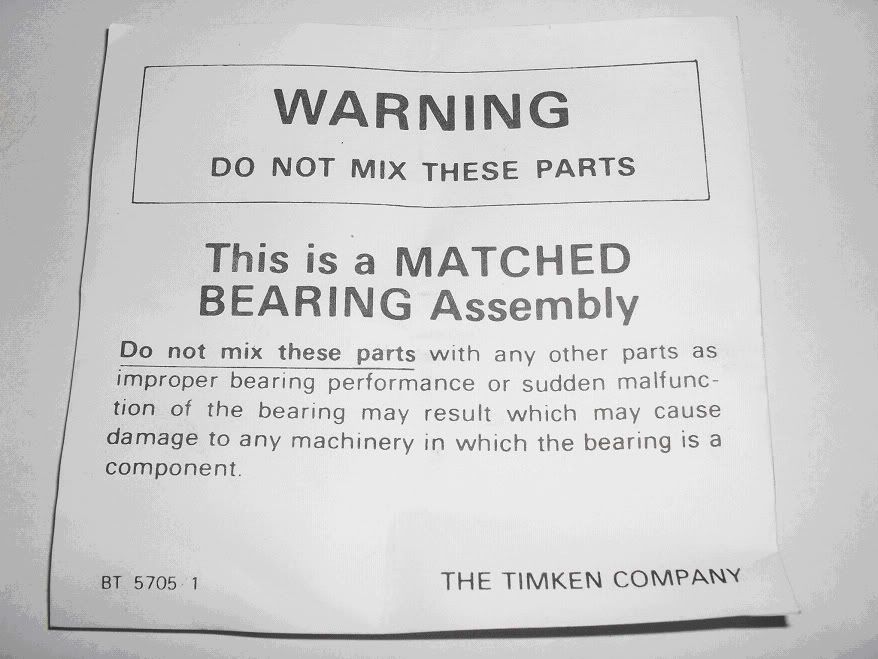 WARNING
DO NOT MIX THESE PARTS
This is a MATCHED
BEARING Assembly
Do not mix these parts with any other parts as
improper bearing performance or sudden malfunc-
tion of the bearing may result which may cause
damage to any machinery in which the bearing is a
component.
BT 5705 1 THE TIMKEN COMPANY